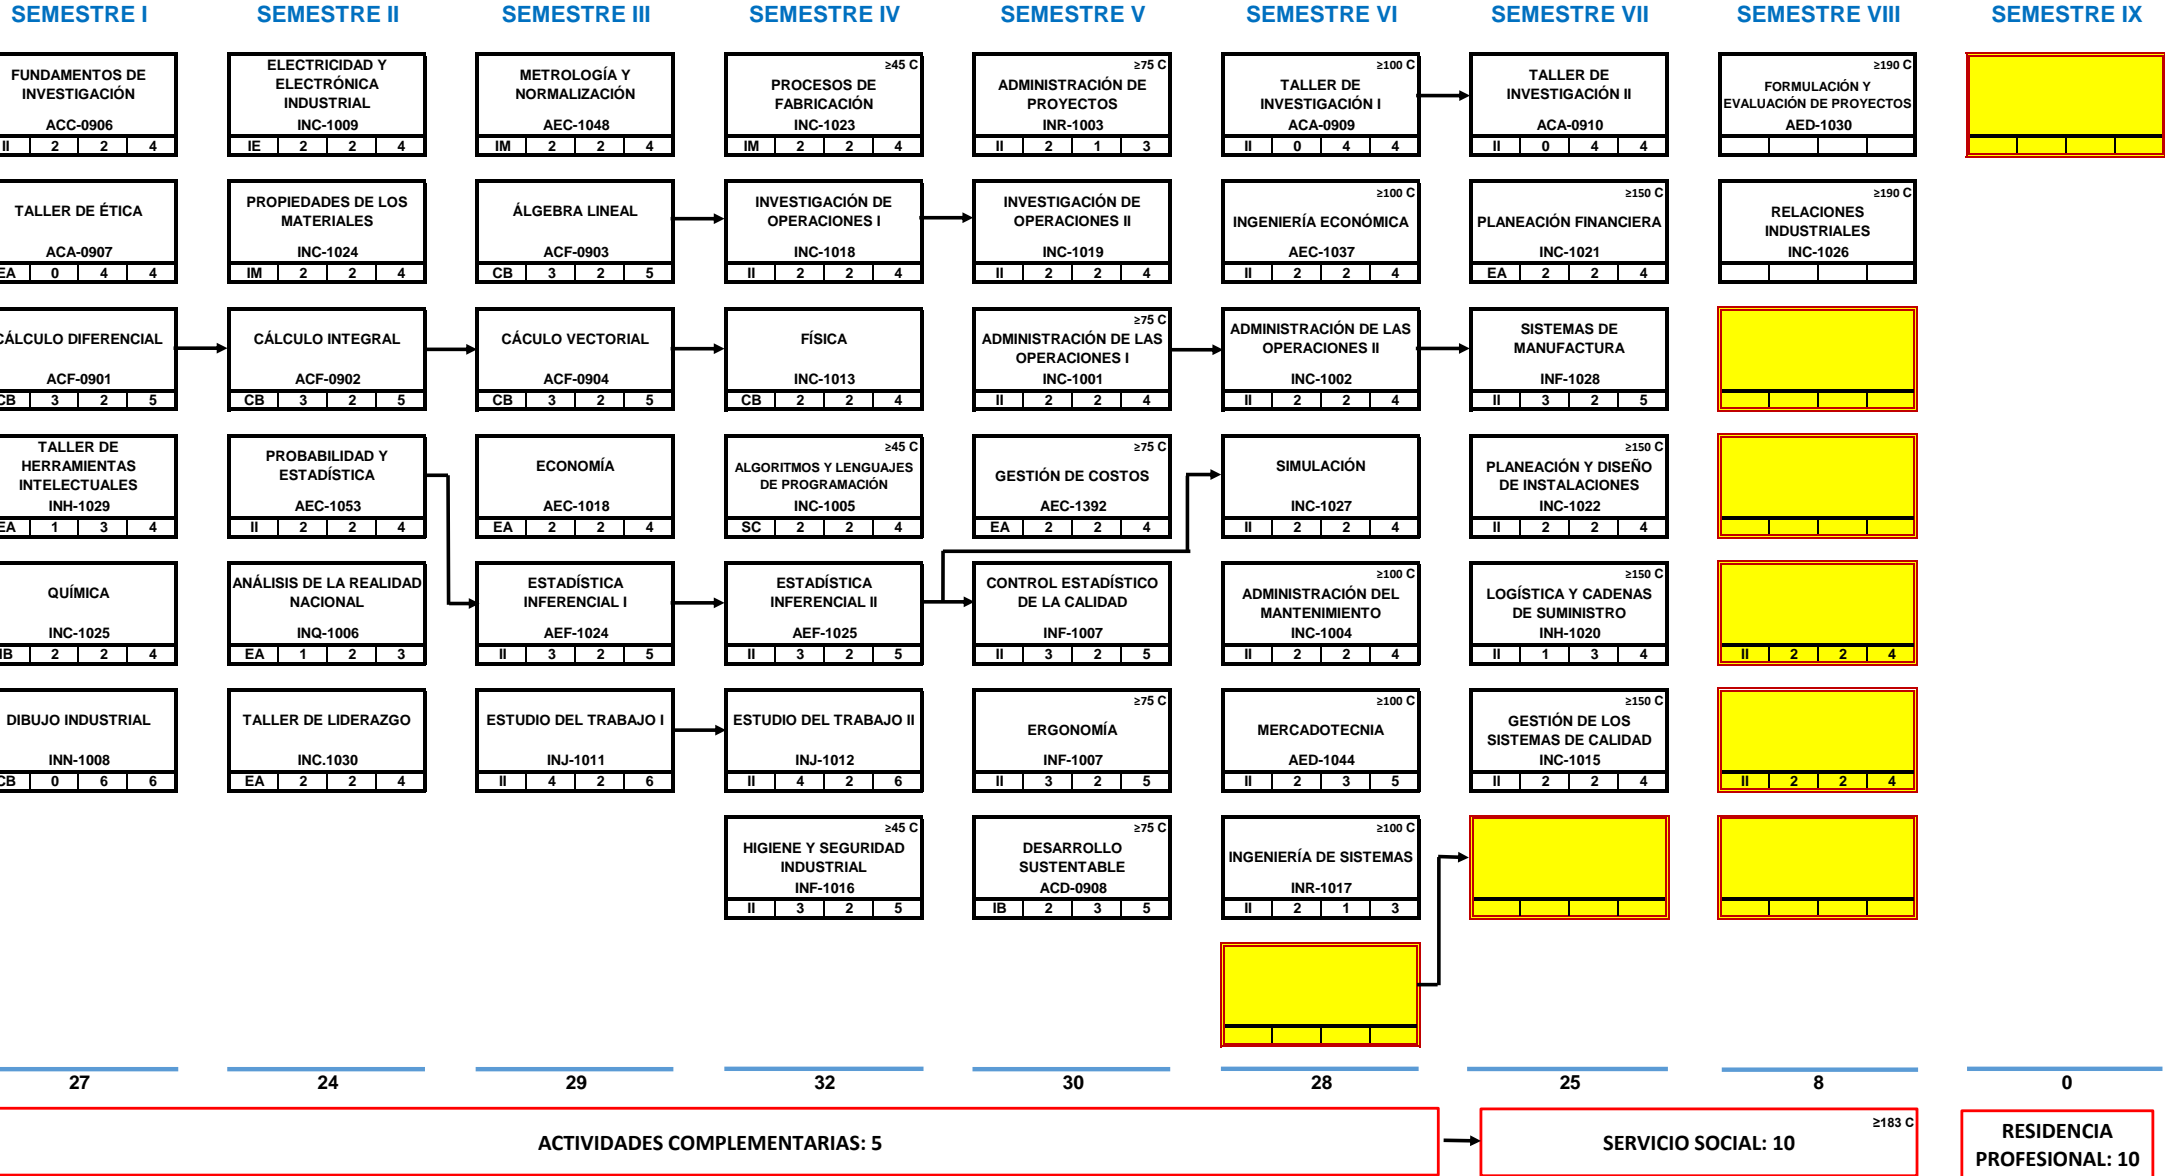 SEMESTRE I SEMESTRE II SEMESTRE III SEMESTRE IV SEMESTRE V SEMESTRE VI SEMESTRE VII SEMESTRE VIII SEMESTRE IX
FUNDAMENTOS DE
INVESTIGACIÓN
ACC-0906
II 2 2 4
ELECTRICIDAD Y
ELECTRÓNICA
INDUSTRIAL
INC-1009
IE 2 2 4
METROLOGÍA Y
NORMALIZACIÓN
AEC-1048
IM 2 2 4
≥45 C
PROCESOS DE
FABRICACIÓN
INC-1023
IM 2 2 4
≥75 C
ADMINISTRACIÓN DE
PROYECTOS
INR-1003
II 2 1 3
≥100 C
TALLER DE
INVESTIGACIÓN I
ACA-0909
II 0 4 4
TALLER DE
INVESTIGACIÓN II
ACA-0910
II 0 4 4
≥190 C
FORMULACIÓN Y
EVALUACIÓN DE PROYECTOS
AED-1030
TALLER DE ÉTICA
ACA-0907
EA 0 4 4
PROPIEDADES DE LOS
MATERIALES
INC-1024
IM 2 2 4
ÁLGEBRA LINEAL
ACF-0903
CB 3 2 5
INVESTIGACIÓN DE
OPERACIONES I
INC-1018
II 2 2 4
INVESTIGACIÓN DE
OPERACIONES II
INC-1019
II 2 2 4
≥100 C
INGENIERÍA ECONÓMICA
AEC-1037
II 2 2 4
≥150 C
PLANEACIÓN FINANCIERA
INC-1021
EA 2 2 4
≥190 C
RELACIONES
INDUSTRIALES
INC-1026
CÁLCULO DIFERENCIAL
ACF-0901
CB 3 2 5
CÁLCULO INTEGRAL
ACF-0902
CB 3 2 5
CÁCULO VECTORIAL
ACF-0904
CB 3 2 5
FÍSICA
INC-1013
CB 2 2 4
≥75 C
ADMINISTRACIÓN DE LAS
OPERACIONES I
INC-1001
II 2 2 4
ADMINISTRACIÓN DE LAS
OPERACIONES II
INC-1002
II 2 2 4
SISTEMAS DE
MANUFACTURA
INF-1028
II 3 2 5
TALLER DE
HERRAMIENTAS
INTELECTUALES
INH-1029
EA 1 3 4
PROBABILIDAD Y
ESTADÍSTICA
AEC-1053
II 2 2 4
ECONOMÍA
AEC-1018
EA 2 2 4
≥45 C
ALGORITMOS Y LENGUAJES
DE PROGRAMACIÓN
INC-1005
SC 2 2 4
≥75 C
GESTIÓN DE COSTOS
AEC-1392
EA 2 2 4
SIMULACIÓN
INC-1027
II 2 2 4
≥150 C
PLANEACIÓN Y DISEÑO
DE INSTALACIONES
INC-1022
II 2 2 4
QUÍMICA
INC-1025
IB 2 2 4
ANÁLISIS DE LA REALIDAD
NACIONAL
INQ-1006
EA 1 2 3
ESTADÍSTICA
INFERENCIAL I
AEF-1024
II 3 2 5
ESTADÍSTICA
INFERENCIAL II
AEF-1025
II 3 2 5
CONTROL ESTADÍSTICO
DE LA CALIDAD
INF-1007
II 3 2 5
≥100 C
ADMINISTRACIÓN DEL
MANTENIMIENTO
INC-1004
II 2 2 4
≥150 C
LOGÍSTICA Y CADENAS
DE SUMINISTRO
INH-1020
II 1 3 4
II 2 2 4
DIBUJO INDUSTRIAL
INN-1008
CB 0 6 6
TALLER DE LIDERAZGO
INC.1030
EA 2 2 4
ESTUDIO DEL TRABAJO I
INJ-1011
II 4 2 6
ESTUDIO DEL TRABAJO II
INJ-1012
II 4 2 6
≥75 C
ERGONOMÍA
INF-1007
II 3 2 5
≥100 C
MERCADOTECNIA
AED-1044
II 2 3 5
≥150 C
GESTIÓN DE LOS
SISTEMAS DE CALIDAD
INC-1015
II 2 2 4
II 2 2 4
≥45 C
HIGIENE Y SEGURIDAD
INDUSTRIAL
INF-1016
II 3 2 5
≥75 C
DESARROLLO
SUSTENTABLE
ACD-0908
IB 2 3 5
≥100 C
INGENIERÍA DE SISTEMAS
INR-1017
II 2 1 3
27 24 29 32 30 28 25 8 0
ACTIVIDADES COMPLEMENTARIAS: 5
≥183 C
SERVICIO SOCIAL: 10
RESIDENCIA
PROFESIONAL: 10